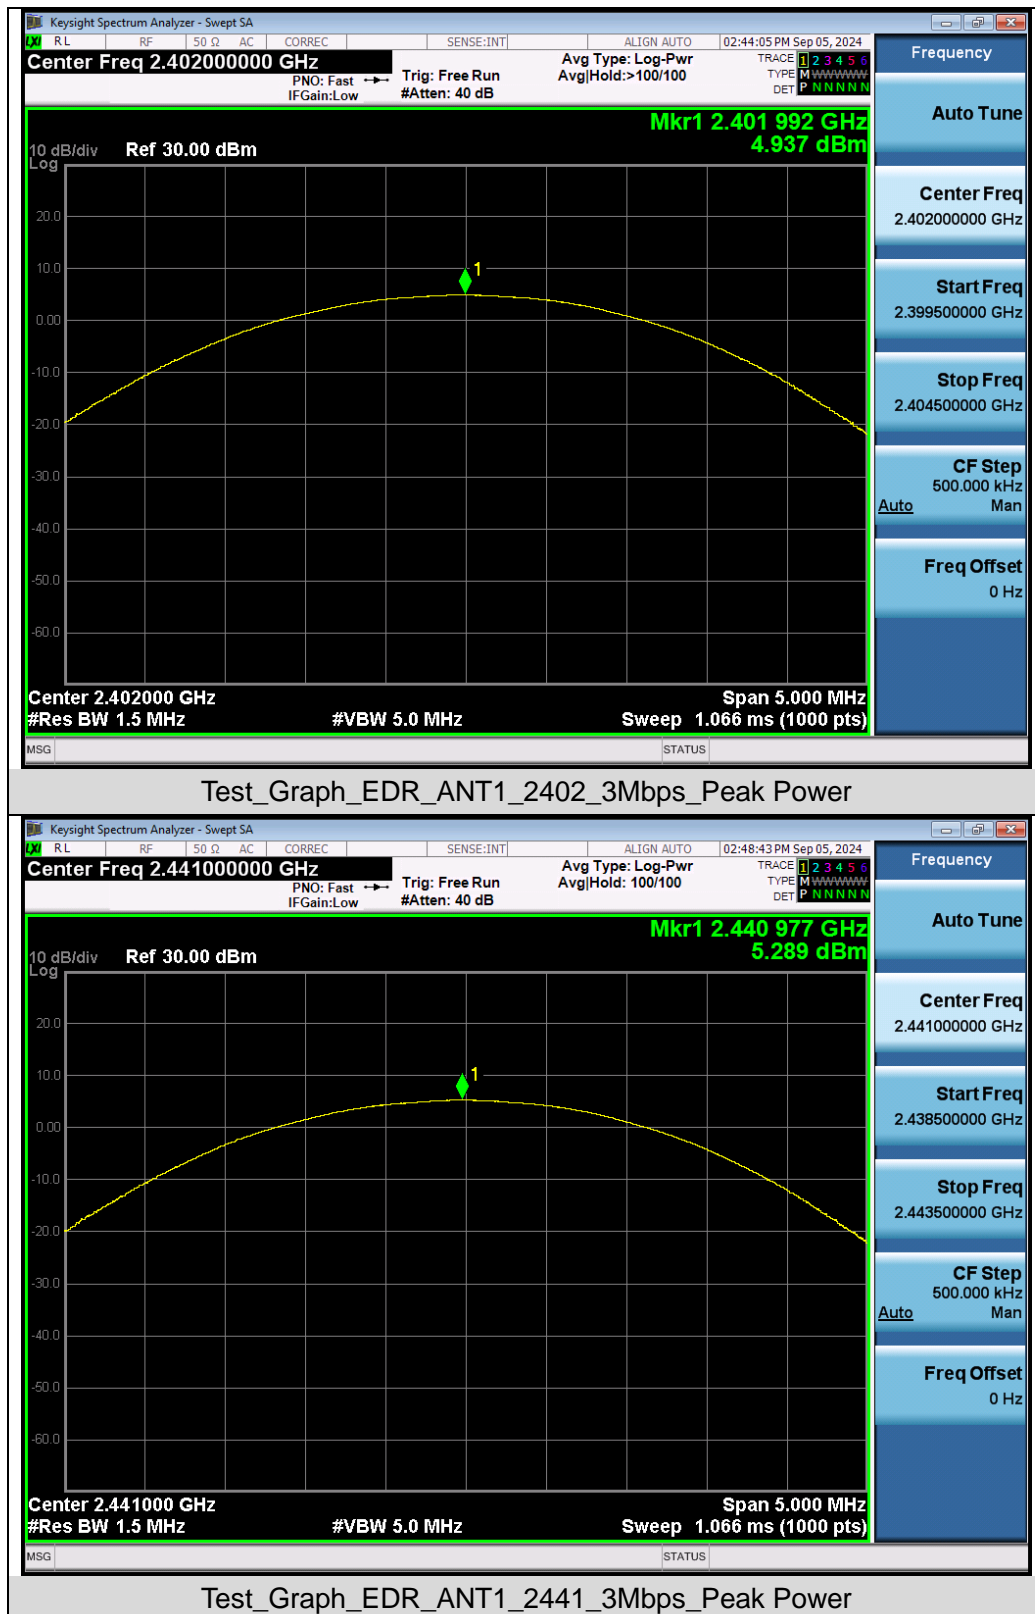 Keysight Spectrum Analyzer - Swept SA
LXI RL RF 50 Ω AC CORREC SENSE:INT ALIGN AUTO 02:44:05 PM Sep 05, 2024
Center Freq 2.402000000 GHz
PNO: Fast
IFGain:Low
Trig: Free Run
#Atten: 40 dB
Avg Type: Log-Pwr
Avg|Hold:>100/100
TRACE 1 2 3 4 5 6
TYPE M W W W W W
DET P N N N N N
Mkr1 2.401 992 GHz
4.937 dBm
10 dB/div Ref 30.00 dBm
Log
20.0
10.0
0.00
-10.0
-20.0
-30.0
-40.0
-50.0
-60.0
1
Center 2.402000 GHz Span 5.000 MHz
#Res BW 1.5 MHz #VBW 5.0 MHz Sweep 1.066 ms (1000 pts)
MSG STATUS
Frequency
Auto Tune
Center Freq
2.402000000 GHz
Start Freq
2.399500000 GHz
Stop Freq
2.404500000 GHz
CF Step
500.000 kHz
Auto Man
Freq Offset
0 Hz
Test_Graph_EDR_ANT1_2402_3Mbps_Peak Power
Keysight Spectrum Analyzer - Swept SA
LXI RL RF 50 Ω AC CORREC SENSE:INT ALIGN AUTO 02:48:43 PM Sep 05, 2024
Center Freq 2.441000000 GHz
PNO: Fast
IFGain:Low
Trig: Free Run
#Atten: 40 dB
Avg Type: Log-Pwr
Avg|Hold: 100/100
TRACE 1 2 3 4 5 6
TYPE M W W W W W
DET P N N N N N
Mkr1 2.440 977 GHz
5.289 dBm
10 dB/div Ref 30.00 dBm
Log
20.0
10.0
0.00
-10.0
-20.0
-30.0
-40.0
-50.0
-60.0
1
Center 2.441000 GHz Span 5.000 MHz
#Res BW 1.5 MHz #VBW 5.0 MHz Sweep 1.066 ms (1000 pts)
MSG STATUS
Frequency
Auto Tune
Center Freq
2.441000000 GHz
Start Freq
2.438500000 GHz
Stop Freq
2.443500000 GHz
CF Step
500.000 kHz
Auto Man
Freq Offset
0 Hz
Test_Graph_EDR_ANT1_2441_3Mbps_Peak Power